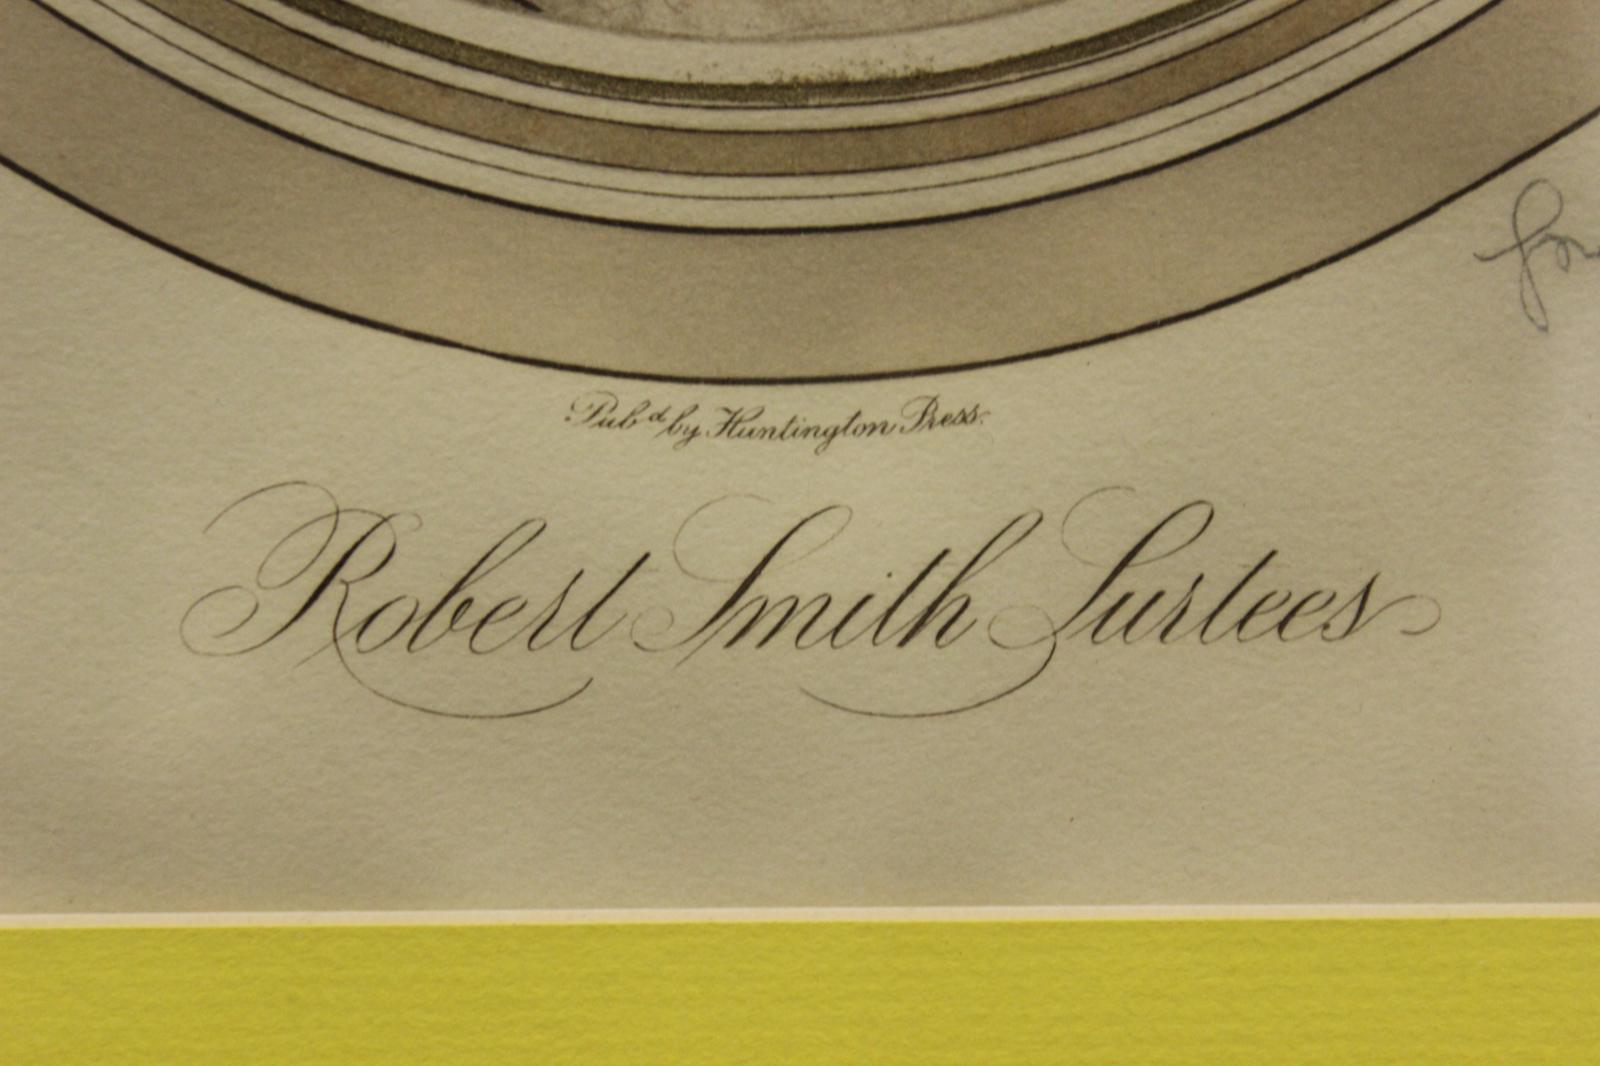 Pub.d by Huntington Press.
Robert Smith Surtees